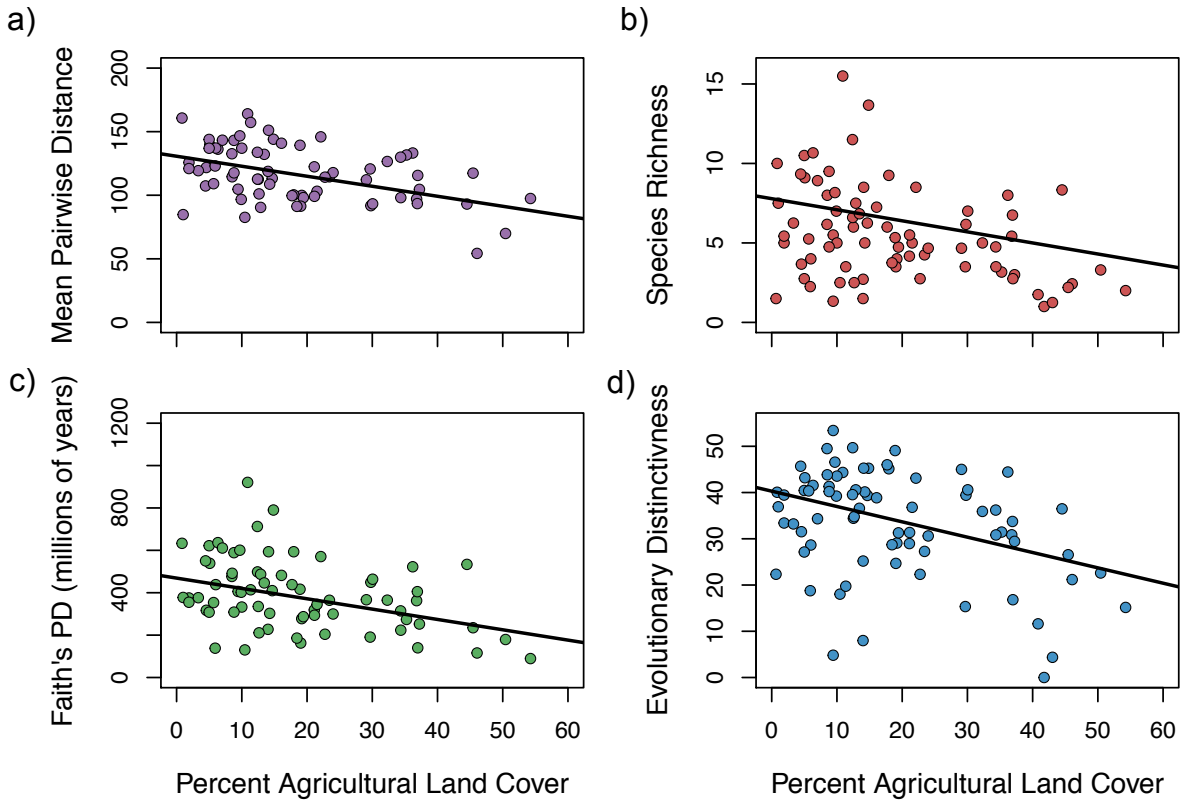 a)
Mean Pairwise Distance
0 50 100 150 200
b)
Species Richness
0 5 10 15
c)
Faith's PD (millions of years)
0 400 800 1200
0 10 20 30 40 50 60
Percent Agricultural Land Cover
d)
Evolutionary Distinctivness
0 10 20 30 40 50
0 10 20 30 40 50 60
Percent Agricultural Land Cover